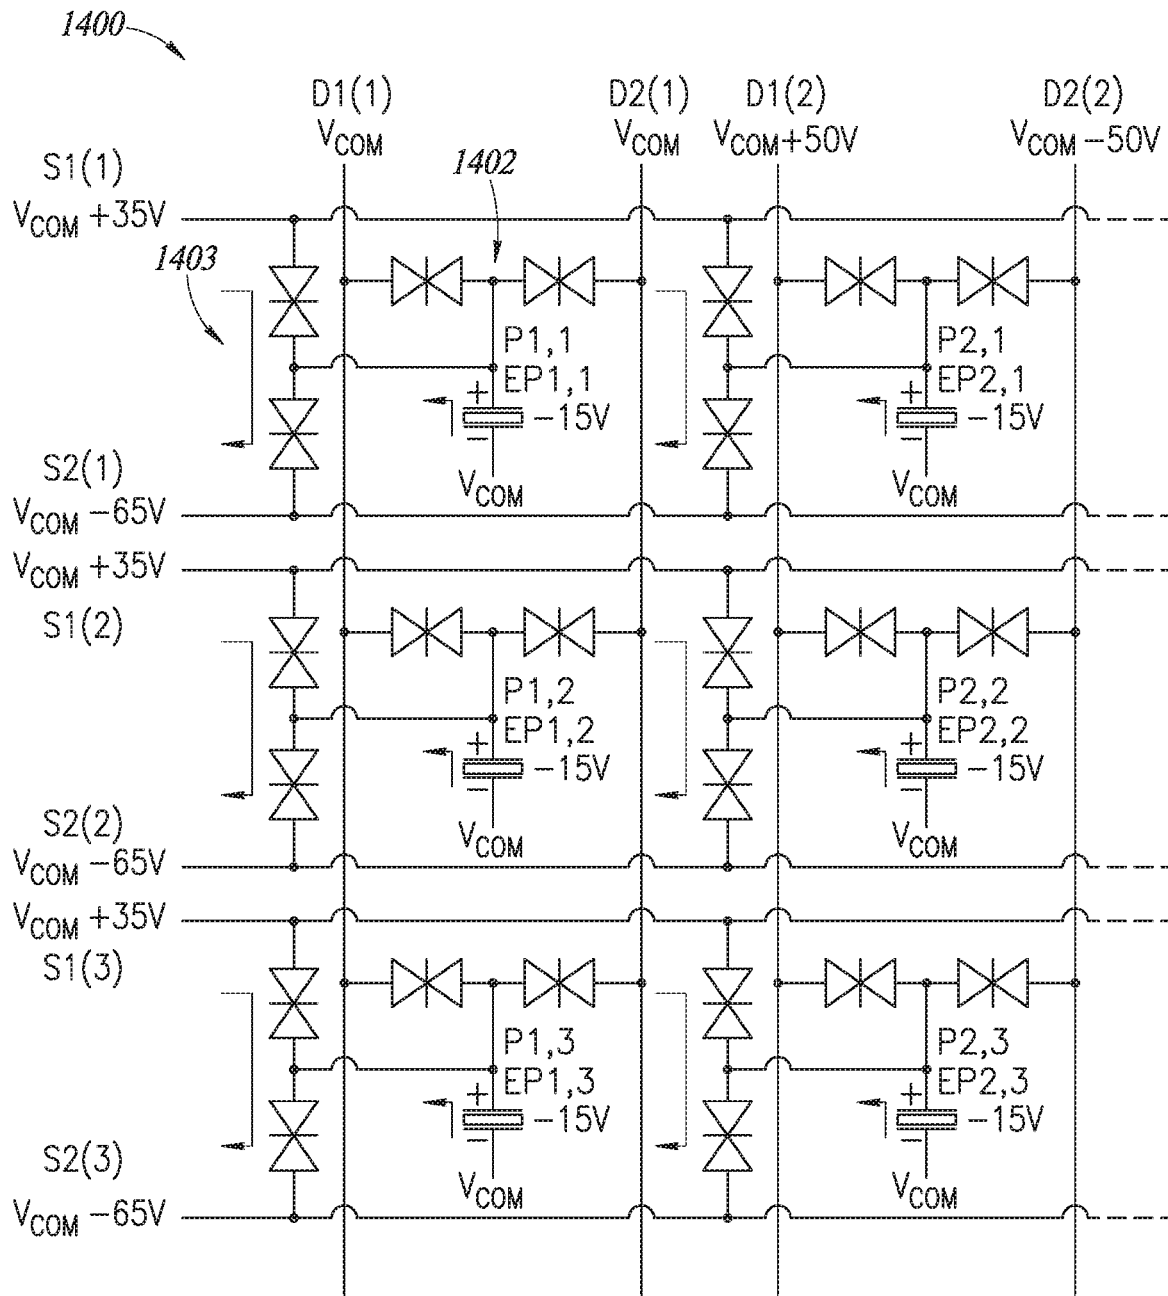 1400
D1(1) D2(1) D1(2) D2(2)
VCOM VCOM VCOM+50V VCOM −50V
S1(1)
VCOM +35V
1402
1403
P1,1 P2,1
EP1,1 EP2,1
+ −15V + −15V
− −
S2(1)
VCOM VCOM
VCOM −65V
VCOM +35V
S1(2)
P1,2 P2,2
EP1,2 EP2,2
+ −15V + −15V
− −
S2(2)
VCOM VCOM
VCOM −65V
VCOM +35V
S1(3)
P1,3 P2,3
EP1,3 EP2,3
+ −15V + −15V
− −
S2(3)
VCOM VCOM
VCOM −65V